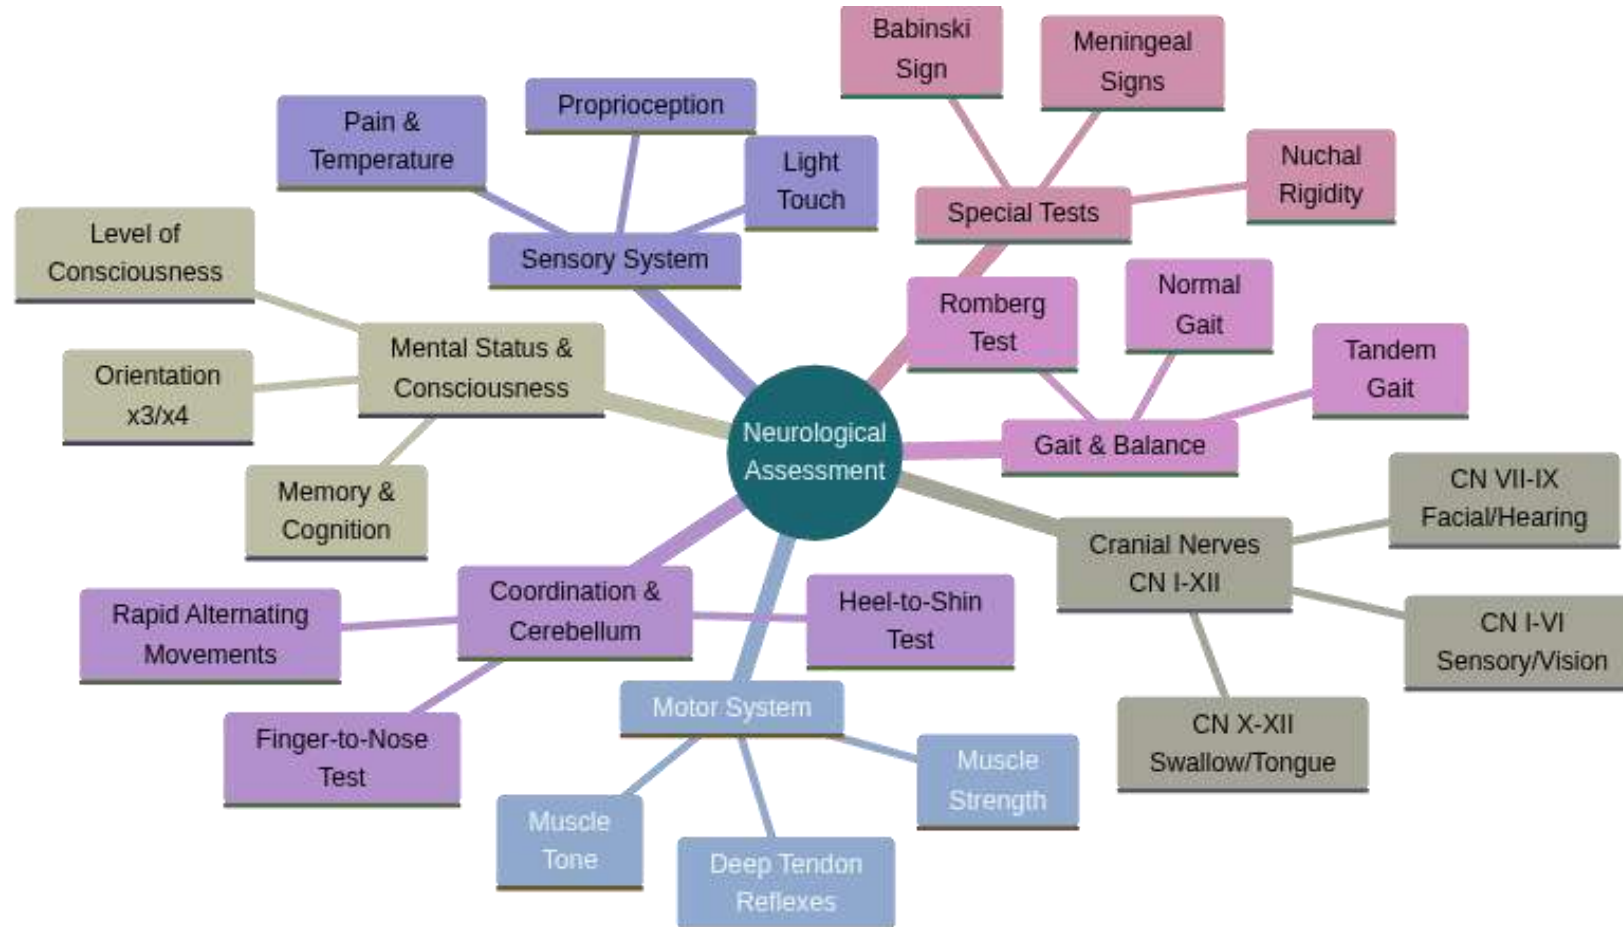 Babinski
Sign
Meningeal
Signs
Nuchal
Rigidity
Special Tests
Proprioception
Pain &
Temperature
Light
Touch
Sensory System
Level of
Consciousness
Orientation
x3/x4
Memory &
Cognition
Mental Status &
Consciousness
Romberg
Test
Normal
Gait
Tandem
Gait
Gait & Balance
Neurological
Assessment
Cranial Nerves
CN I-XII
CN VII-IX
Facial/Hearing
CN I-VI
Sensory/Vision
CN X-XII
Swallow/Tongue
Coordination &
Cerebellum
Rapid Alternating
Movements
Finger-to-Nose
Test
Heel-to-Shin
Test
Motor System
Muscle
Tone
Deep Tendon
Reflexes
Muscle
Strength